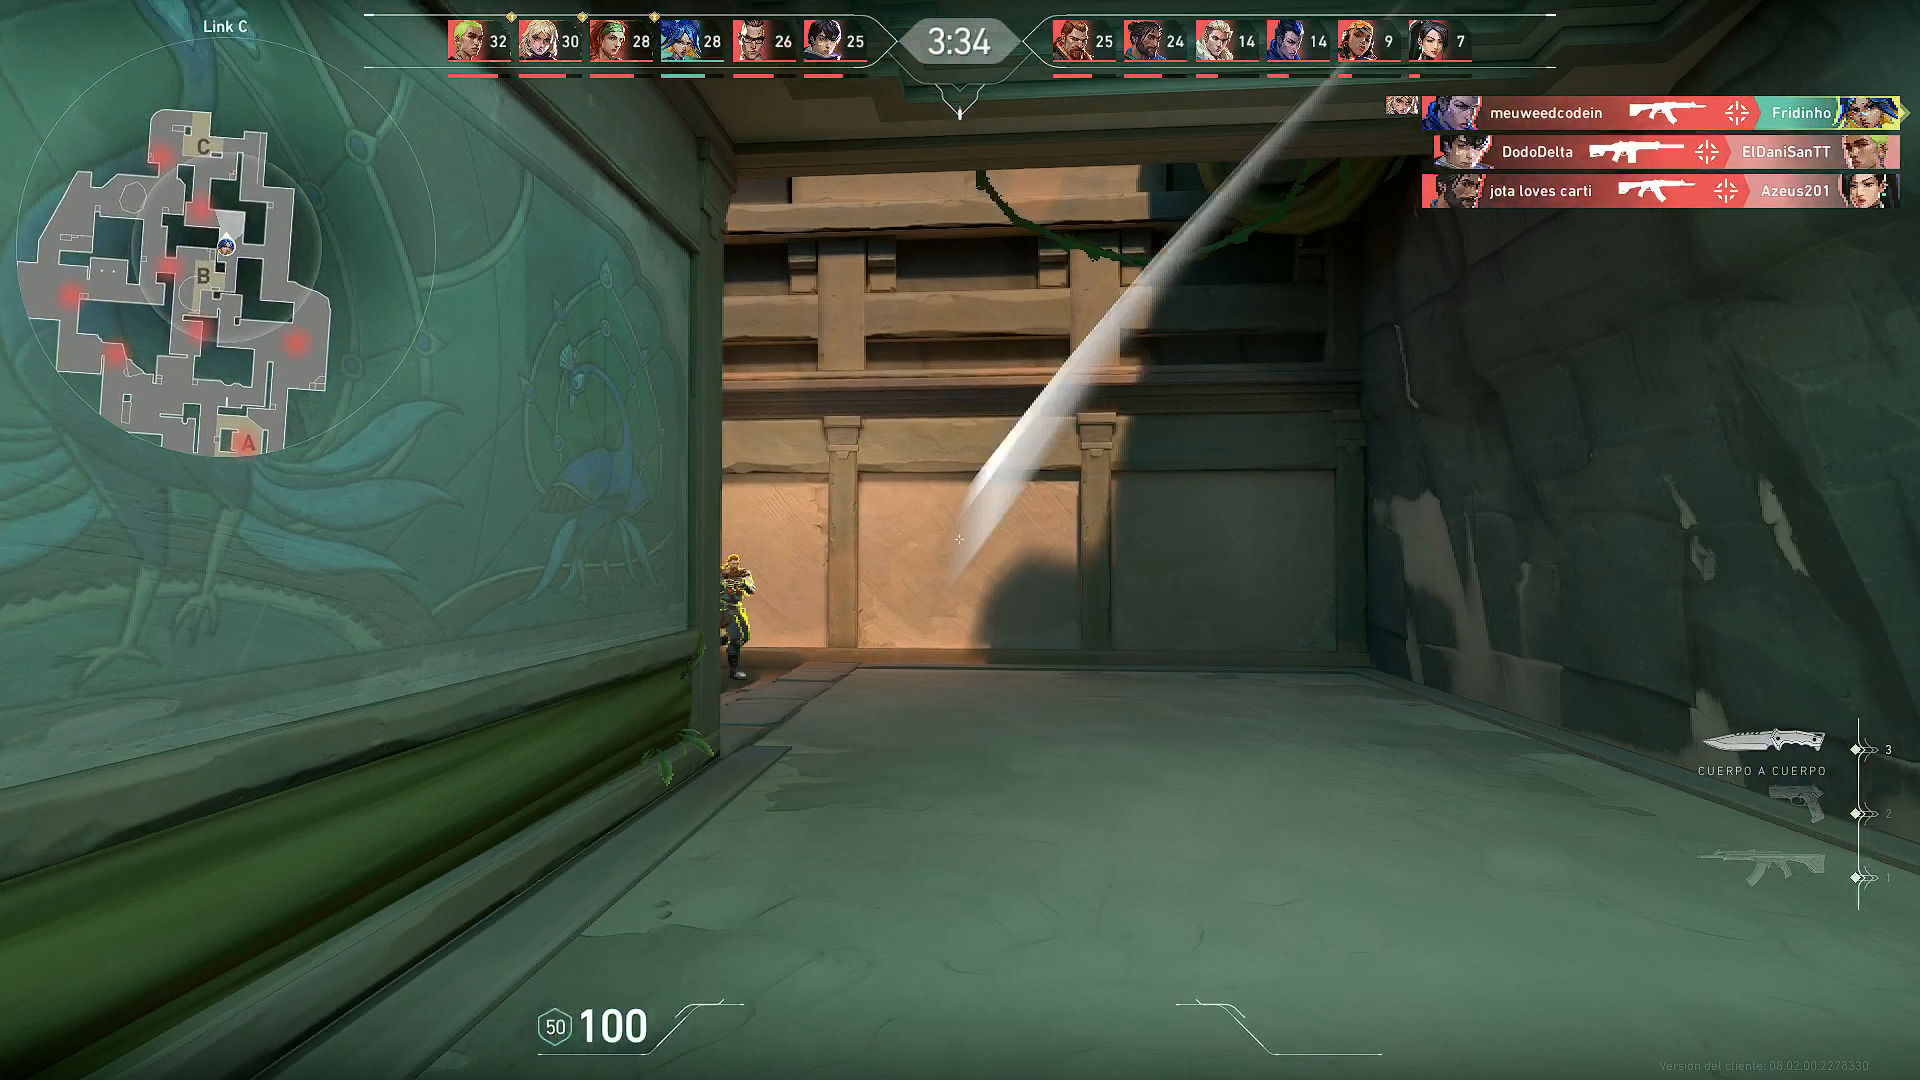 Link C
32 30 28 28 26 25
3:34
25 24 14 14 9 7
meuweedcodein Fridinho
DodoDelta ElDaniSanTT
jota loves carti Azeus201
C
B
A
3
CUERPO A CUERPO
2
1
50 100
Versión del cliente: 08.02.00.2278330